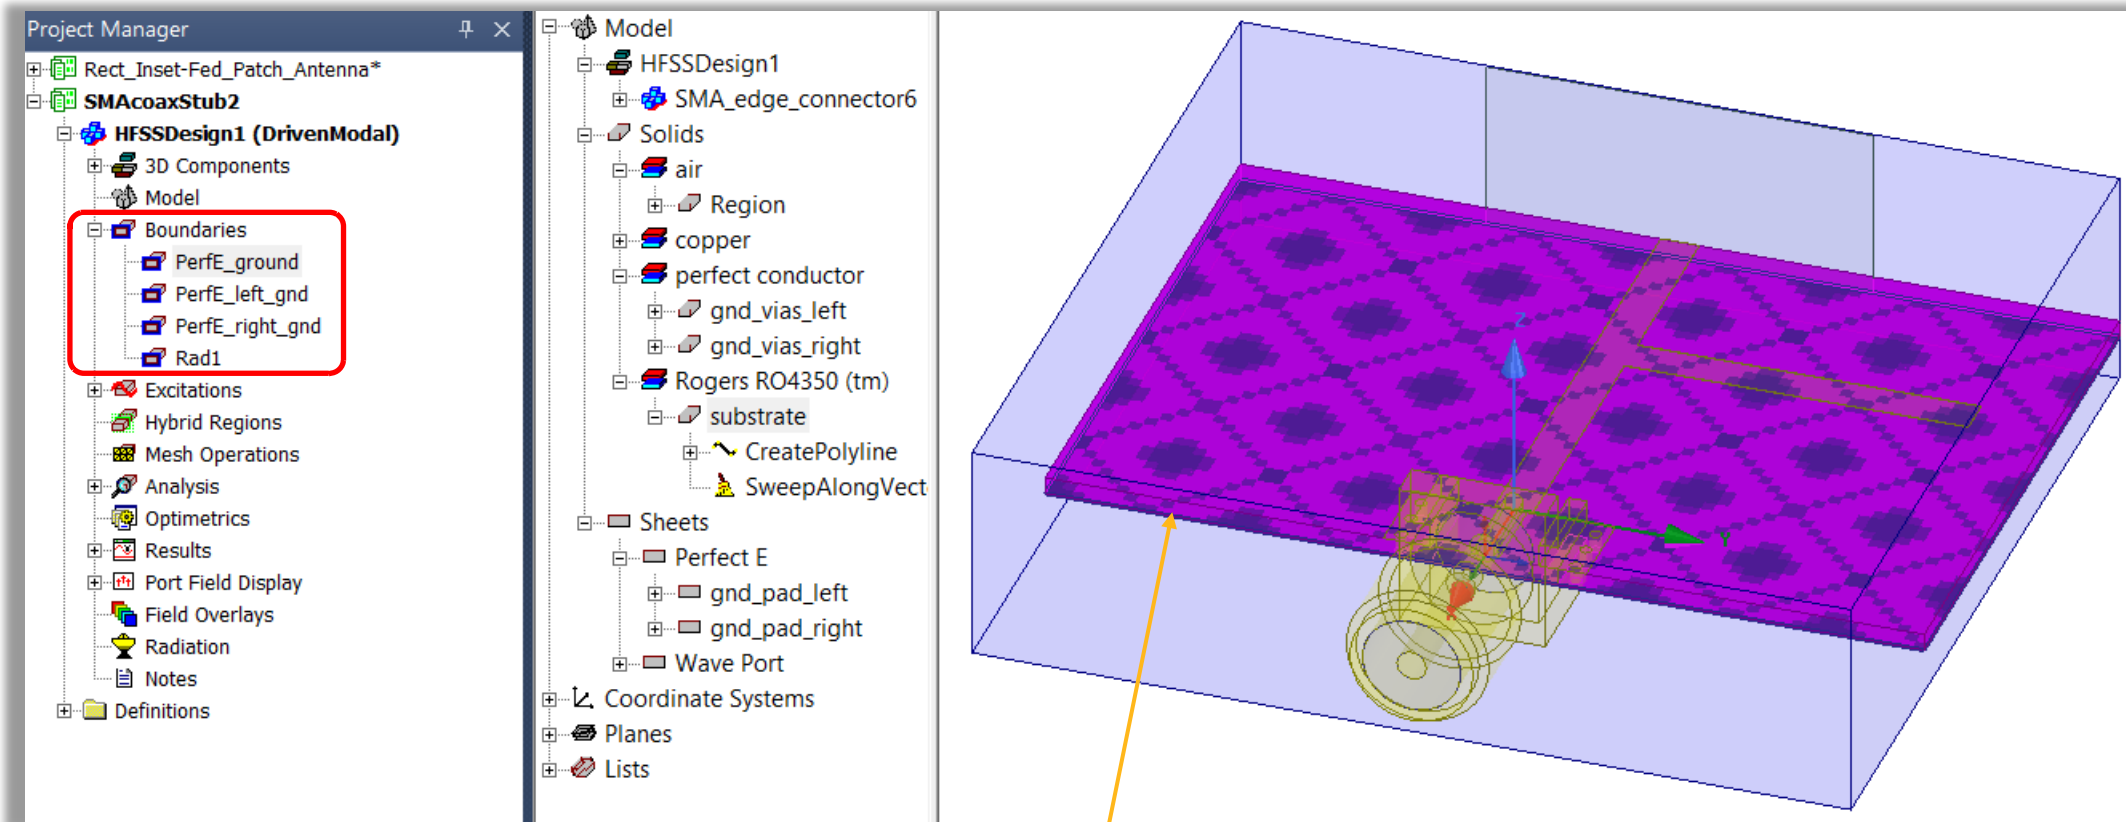 Project Manager
Rect_Inset-Fed_Patch_Antenna*
SMAcoaxStub2
HFSSDesign1 (DrivenModal)
3D Components
Model
Boundaries
PerfE_ground
PerfE_left_gnd
PerfE_right_gnd
Rad1
Excitations
Hybrid Regions
Mesh Operations
Analysis
Optimetrics
Results
Port Field Display
Field Overlays
Radiation
Notes
Definitions
Model
HFSSDesign1
SMA_edge_connector6
Solids
air
Region
copper
perfect conductor
gnd_vias_left
gnd_vias_right
Rogers RO4350 (tm)
substrate
CreatePolyline
SweepAlongVect
Sheets
Perfect E
gnd_pad_left
gnd_pad_right
Wave Port
Coordinate Systems
Planes
Lists
Z
Y
X